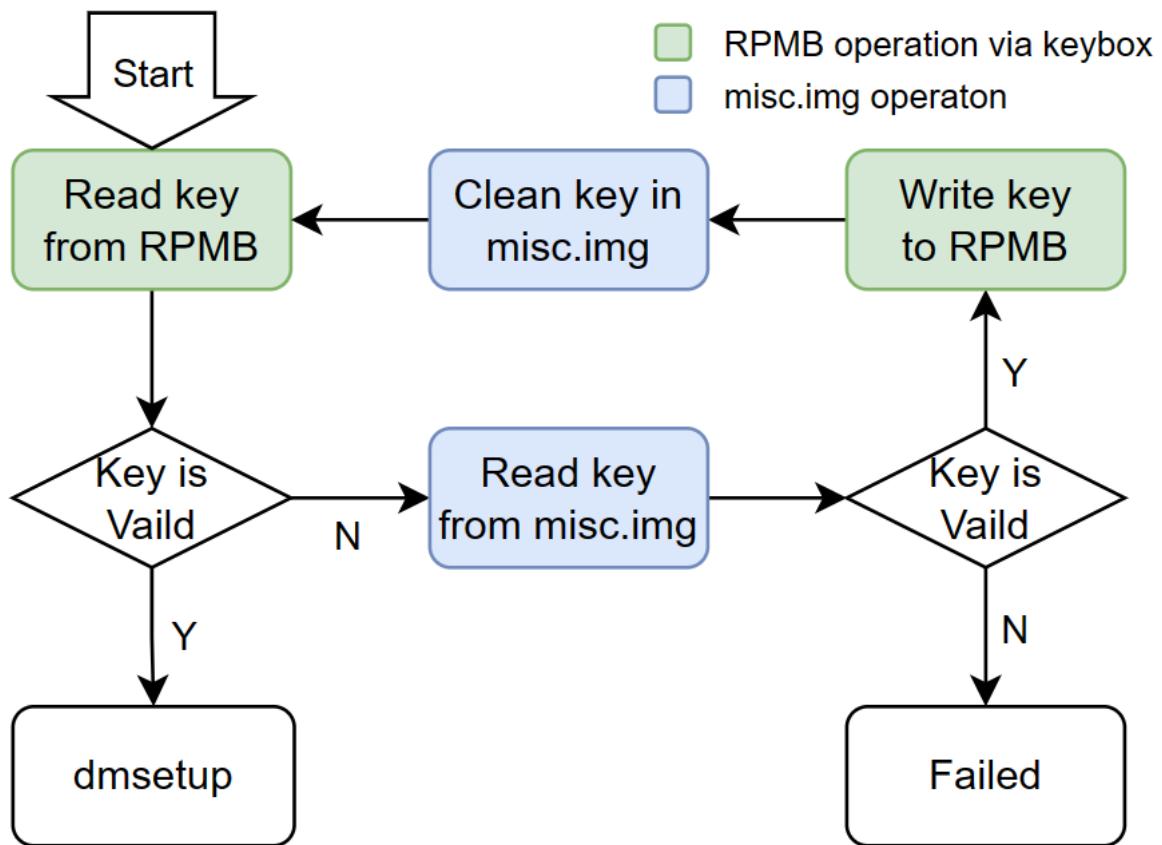 Start
RPMB operation via keybox
misc.img operaton
Read key
from RPMB
Clean key in
misc.img
Write key
to RPMB
Y
Key is
Vaild
N
Read key
from misc.img
Key is
Vaild
Y
N
dmsetup
Failed